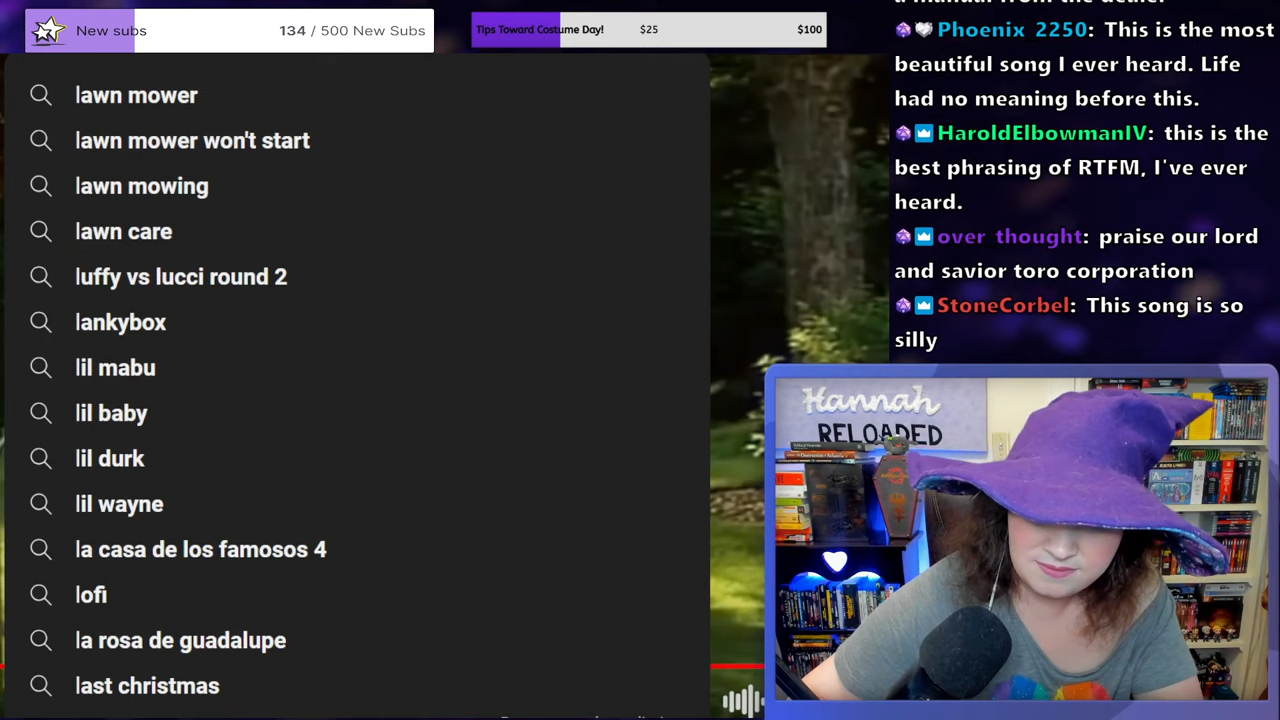 New subs
134 / 500 New Subs
Tips Toward Costume Day!
$25
$100
lawn mower
lawn mower won't start
lawn mowing
lawn care
luffy vs lucci round 2
lankybox
lil mabu
lil baby
lil durk
lil wayne
la casa de los famosos 4
lofi
la rosa de guadalupe
last christmas
a manual from the dealer
Phoenix 2250: This is the most
beautiful song I ever heard. Life
had no meaning before this.
HaroldElbowmanIV: this is the
best phrasing of RTFM, I've ever
heard.
over thought: praise our lord
and savior toro corporation
StoneCorbel: This song is so
silly
Hannah
RELOADED